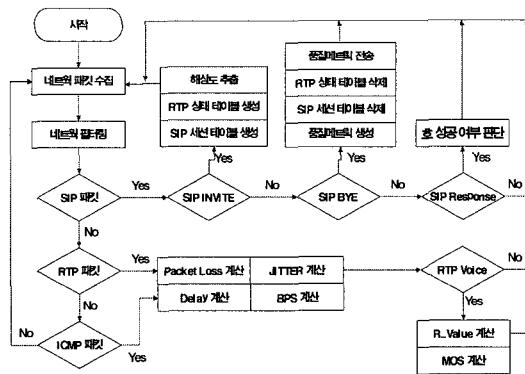 시작
네트웍 패킷 수집
네트웍 필터링
해상도 추출
RTP 상태 테이블 생성
SIP 세션 테이블 생성
품질메트릭 전송
RTP 상태 테이블 삭제
SIP 세션 테이블 삭제
품질메트릭 생성
호 성공 여부 판단
Yes
Yes
Yes
SIP 패킷
Yes
SIP INVITE
No
SIP BYE
No
SIP Response
No
No
RTP 패킷
Yes
Packet Loss 계산
JITTER 계산
Delay 계산
BPS 계산
RTP Voice
No
No
Yes
No
ICMP 패킷
Yes
R_Value 계산
MOS 계산